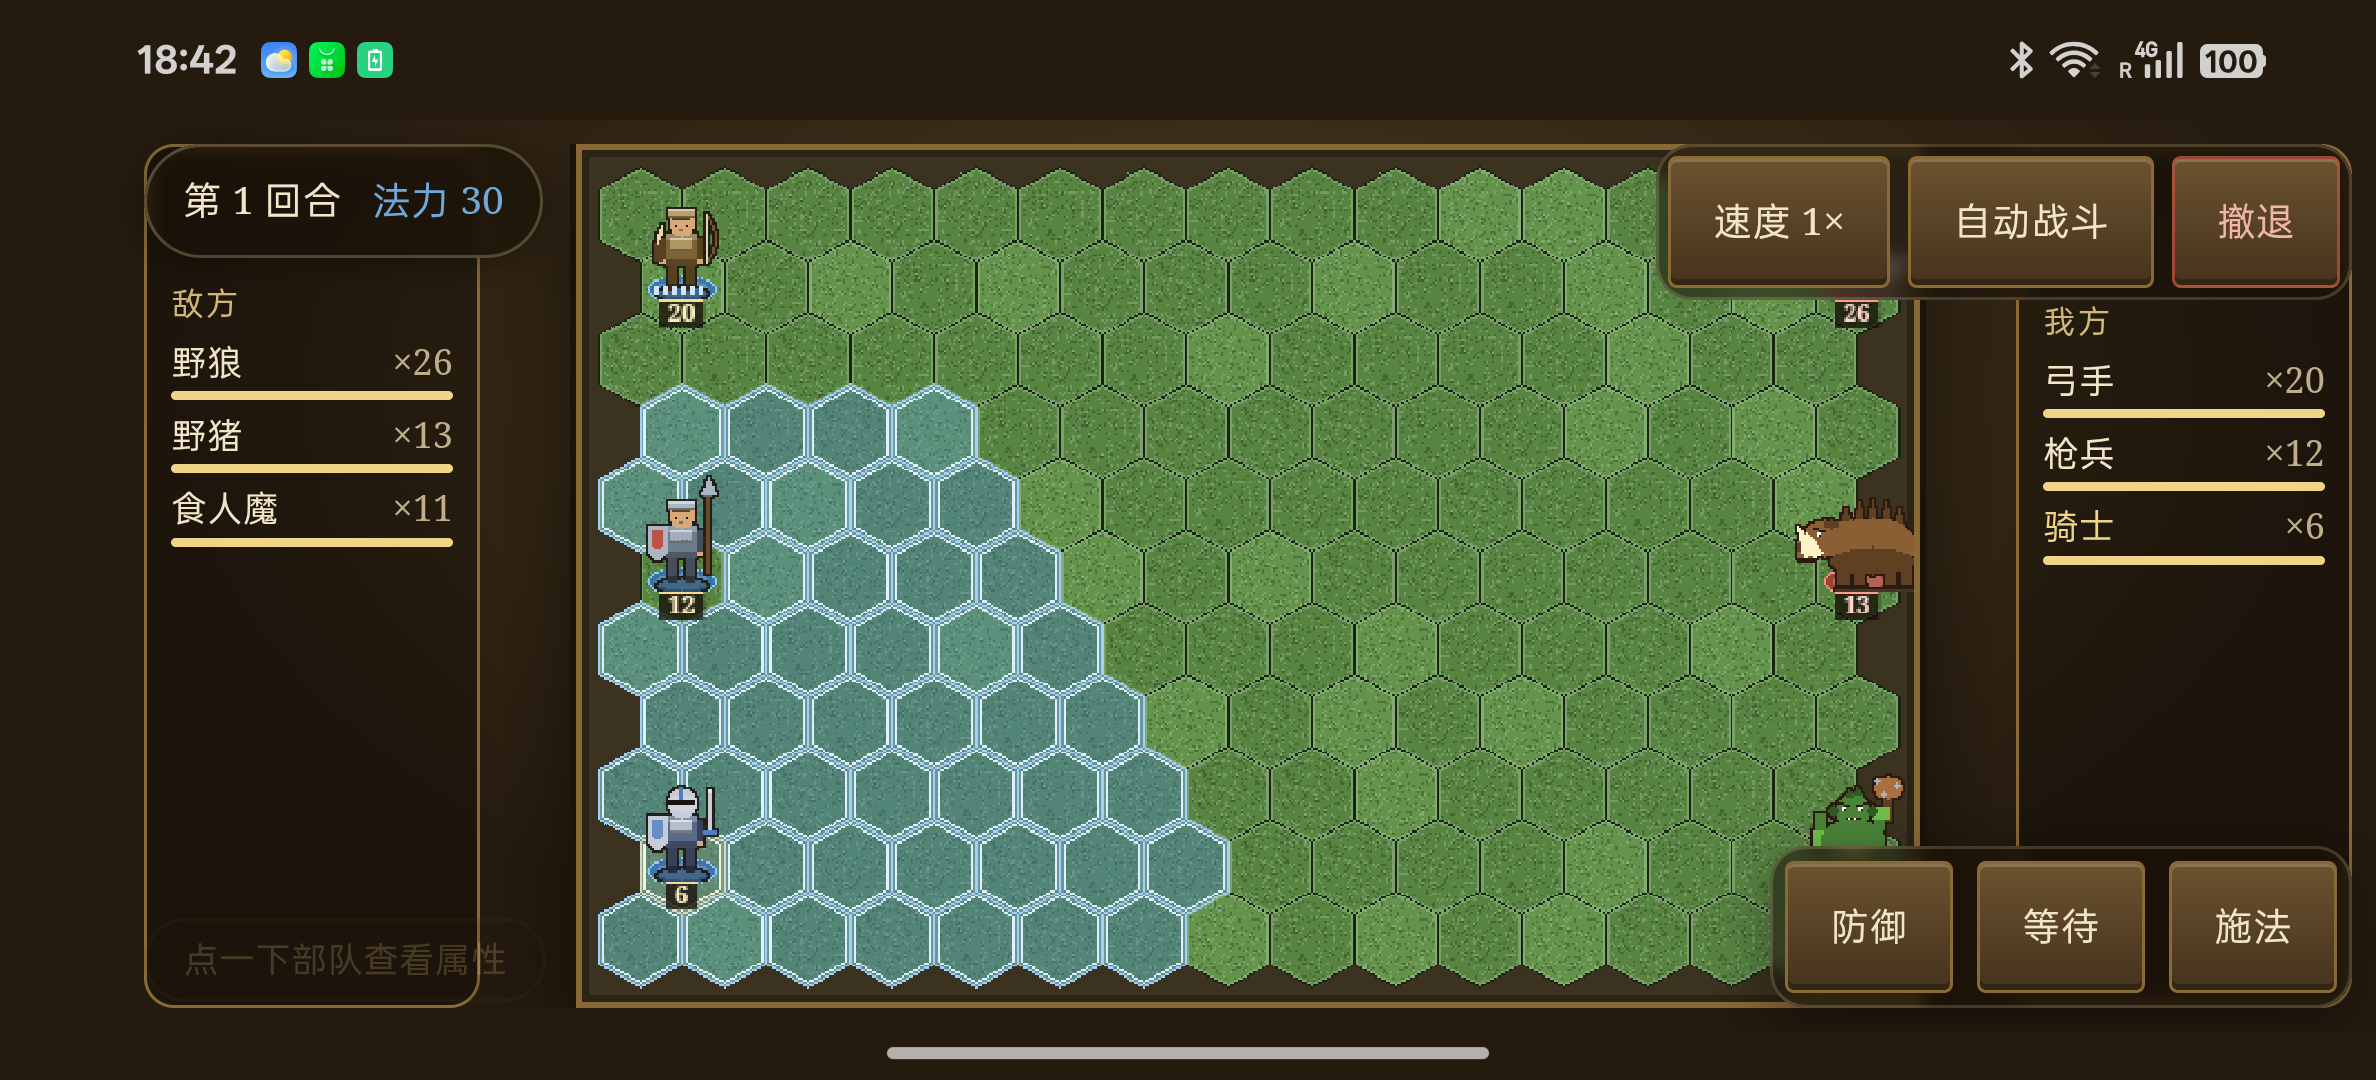 18:42
4G
R
100
第 1 回合 法力 30
速度 1×
自动战斗
撤退
敌方
野狼 ×26
野猪 ×13
食人魔 ×11
我方
弓手 ×20
枪兵 ×12
骑士 ×6
20
26
12
13
6
点一下部队查看属性
防御
等待
施法